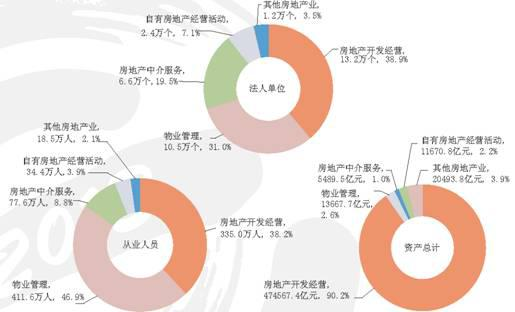 其他房地产业,
1.2万个, 3.5%
自有房地产经营活动,
2.4万个, 7.1%
房地产开发经营,
13.2万个, 38.9%
房地产中介服务,
6.6万个, 19.5%
法人单位
物业管理,
10.5万个, 31.0%
其他房地产业,
18.5万人, 2.1%
自有房地产经营活动,
34.4万人, 3.9%
房地产中介服务,
77.6万人, 8.8%
房地产开发经营,
335.0万人, 38.2%
从业人员
物业管理,
411.6万人, 46.9%
自有房地产经营活动,
11670.8亿元, 2.2%
房地产中介服务,
5489.5亿元, 1.0%
其他房地产业,
20493.8亿元, 3.9%
物业管理,
13667.7亿元,
2.6%
资产总计
房地产开发经营,
474567.4亿元, 90.2%